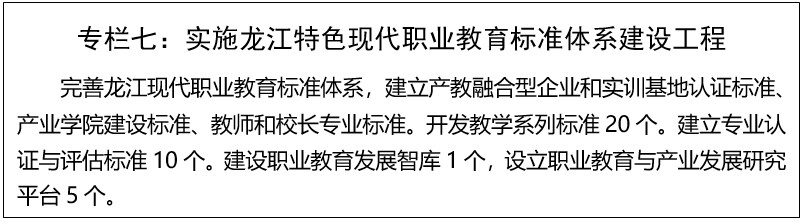 专栏七：实施龙江特色现代职业教育标准体系建设工程
完善龙江现代职业教育标准体系，建立产教融合型企业和实训基地认证标准、
产业学院建设标准、教师和校长专业标准。开发教学系列标准 20 个。建立专业认
证与评估标准 10 个。建设职业教育发展智库 1 个，设立职业教育与产业发展研究
平台 5 个。